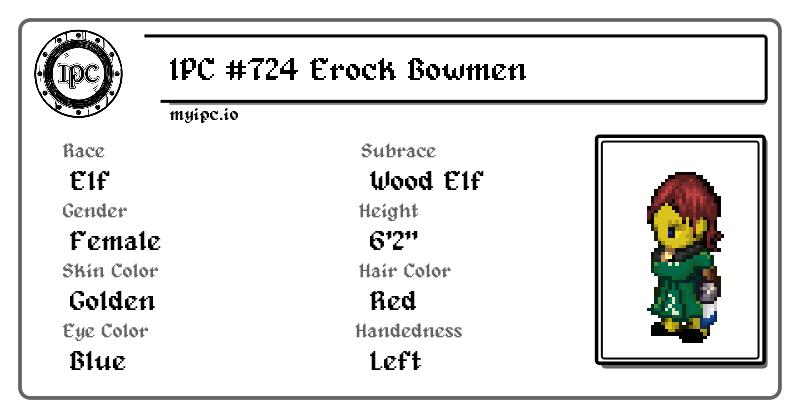 IPC
IPC #724 Erock Bowmen
myipc.io
Race
Elf
Subrace
Wood Elf
Gender
Female
Height
6'2"
Skin Color
Golden
Hair Color
Red
Eye Color
Blue
Handedness
Left